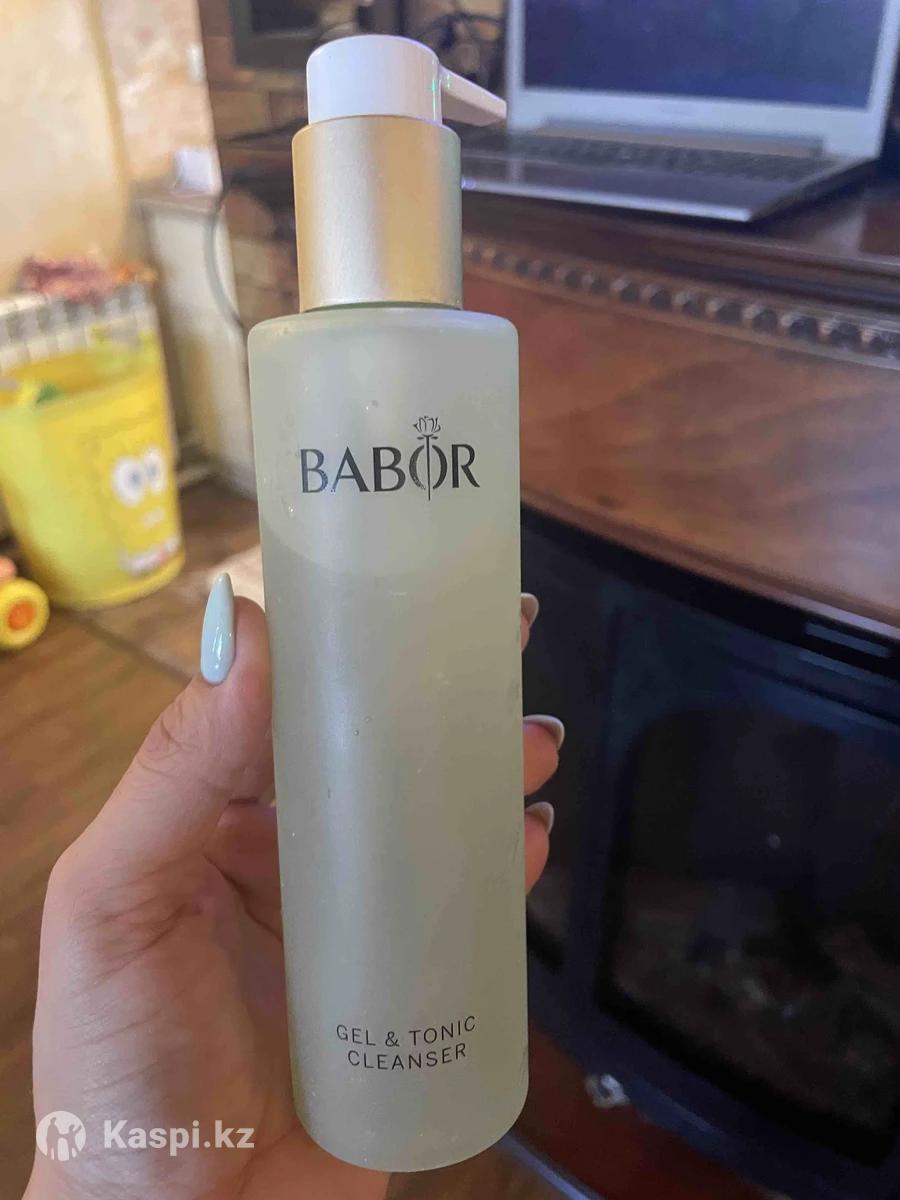 BABOR
GEL & TONIC
CLEANSER
Kaspi.kz